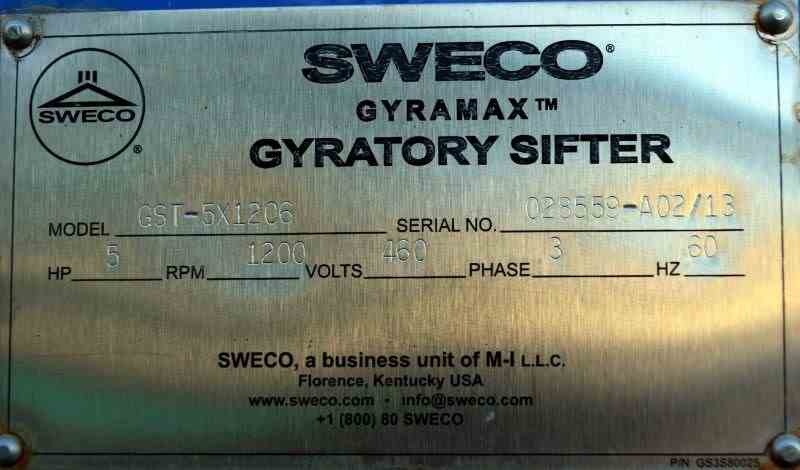 SWECO®
SWECO®
GYRAMAX™
GYRATORY SIFTER
MODEL GST-5X1206 SERIAL NO. 028559-A02/13
HP 5 RPM 1200 VOLTS 460 PHASE 3 HZ 60
SWECO, a business unit of M-I L.L.C.
Florence, Kentucky USA
www.sweco.com · info@sweco.com
+1 (800) 80 SWECO
P/N GS3S80025